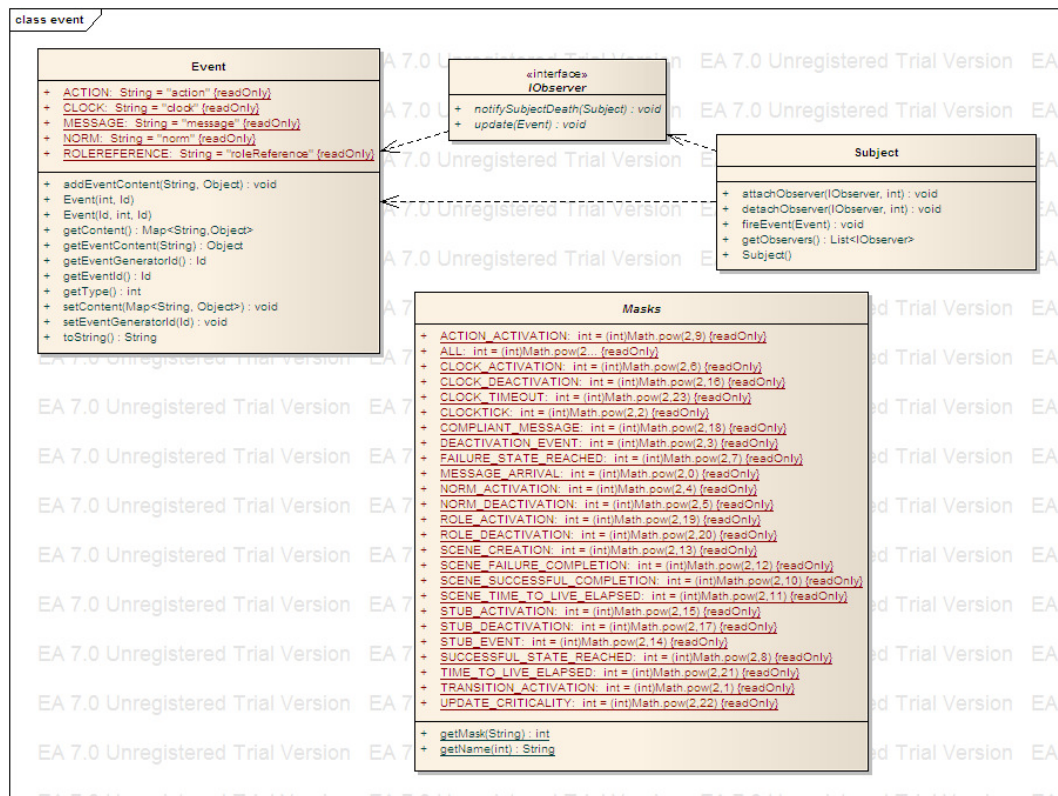 class event
Event
+ ACTION: String = "action" {readOnly}
+ CLOCK: String = "clock" {readOnly}
+ MESSAGE: String = "message" {readOnly}
+ NORM: String = "norm" {readOnly}
+ ROLEREFERENCE: String = "roleReference" {readOnly}
+ addEventContent(String, Object) : void
+ Event(int, Id)
+ Event(Id, int, Id)
+ getContent() : Map<String,Object>
+ getEventContent(String) : Object
+ getEventGeneratorId() : Id
+ getEventId() : Id
+ getType() : int
+ setContent(Map<String, Object>) : void
+ setEventGeneratorId(Id) : void
+ toString() : String
«interface»
IObserver
+ notifySubjectDeath(Subject) : void
+ update(Event) : void
Subject
+ attachObserver(IObserver, int) : void
+ detachObserver(IObserver, int) : void
+ fireEvent(Event) : void
+ getObservers() : List<IObserver>
+ Subject()
Masks
+ ACTION_ACTIVATION: int = (int)Math.pow(2,9) {readOnly}
+ ALL: int = (int)Math.pow(2... {readOnly}
+ CLOCK_ACTIVATION: int = (int)Math.pow(2,6) {readOnly}
+ CLOCK_DEACTIVATION: int = (int)Math.pow(2,16) {readOnly}
+ CLOCK_TIMEOUT: int = (int)Math.pow(2,23) {readOnly}
+ CLOCKTICK: int = (int)Math.pow(2,2) {readOnly}
+ COMPLIANT_MESSAGE: int = (int)Math.pow(2,18) {readOnly}
+ DEACTIVATION_EVENT: int = (int)Math.pow(2,3) {readOnly}
+ FAILURE_STATE_REACHED: int = (int)Math.pow(2,7) {readOnly}
+ MESSAGE_ARRIVAL: int = (int)Math.pow(2,0) {readOnly}
+ NORM_ACTIVATION: int = (int)Math.pow(2,4) {readOnly}
+ NORM_DEACTIVATION: int = (int)Math.pow(2,5) {readOnly}
+ ROLE_ACTIVATION: int = (int)Math.pow(2,19) {readOnly}
+ ROLE_DEACTIVATION: int = (int)Math.pow(2,20) {readOnly}
+ SCENE_CREATION: int = (int)Math.pow(2,13) {readOnly}
+ SCENE_FAILURE_COMPLETION: int = (int)Math.pow(2,12) {readOnly}
+ SCENE_SUCCESSFUL_COMPLETION: int = (int)Math.pow(2,10) {readOnly}
+ SCENE_TIME_TO_LIVE_ELAPSED: int = (int)Math.pow(2,11) {readOnly}
+ STUB_ACTIVATION: int = (int)Math.pow(2,15) {readOnly}
+ STUB_DEACTIVATION: int = (int)Math.pow(2,17) {readOnly}
+ STUB_EVENT: int = (int)Math.pow(2,14) {readOnly}
+ SUCCESSFUL_STATE_REACHED: int = (int)Math.pow(2,8) {readOnly}
+ TIME_TO_LIVE_ELAPSED: int = (int)Math.pow(2,21) {readOnly}
+ TRANSITION_ACTIVATION: int = (int)Math.pow(2,1) {readOnly}
+ UPDATE_CRITICALITY: int = (int)Math.pow(2,22) {readOnly}
+ getMask(String) : int
+ getName(int) : String
EA 7.0 Unregistered Trial Version